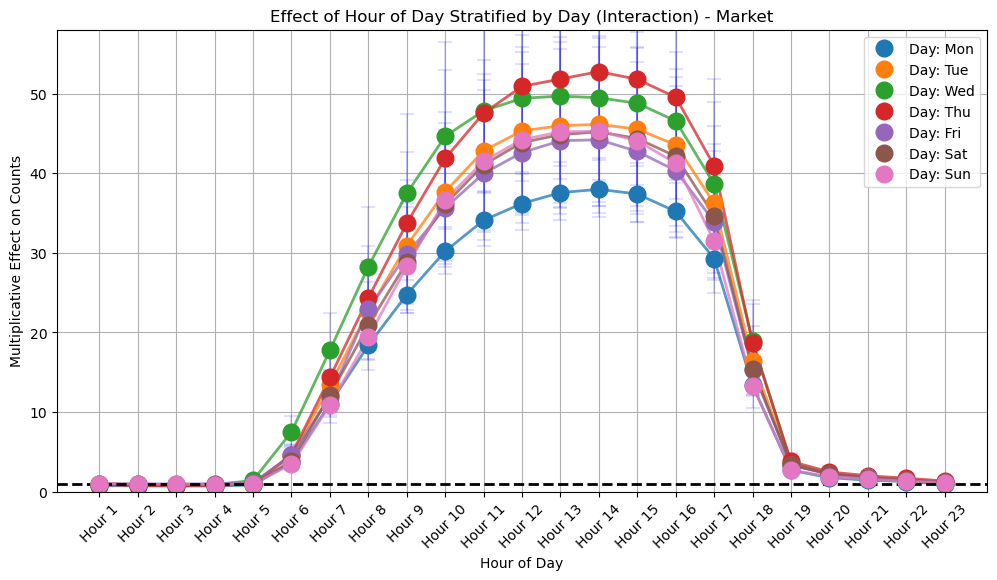 Effect of Hour of Day Stratified by Day (Interaction) - Market
Multiplicative Effect on Counts
50
40
30
20
10
0
Day: Mon
Day: Tue
Day: Wed
Day: Thu
Day: Fri
Day: Sat
Day: Sun
Hour 1
Hour 2
Hour 3
Hour 4
Hour 5
Hour 6
Hour 7
Hour 8
Hour 9
Hour 10
Hour 11
Hour 12
Hour 13
Hour 14
Hour 15
Hour 16
Hour 17
Hour 18
Hour 19
Hour 20
Hour 21
Hour 22
Hour 23
Hour of Day